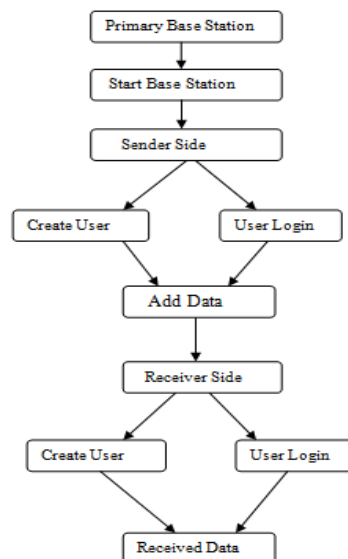 Primary Base Station
Start Base Station
Sender Side
Create User
User Login
Add Data
Receiver Side
Create User
User Login
Received Data